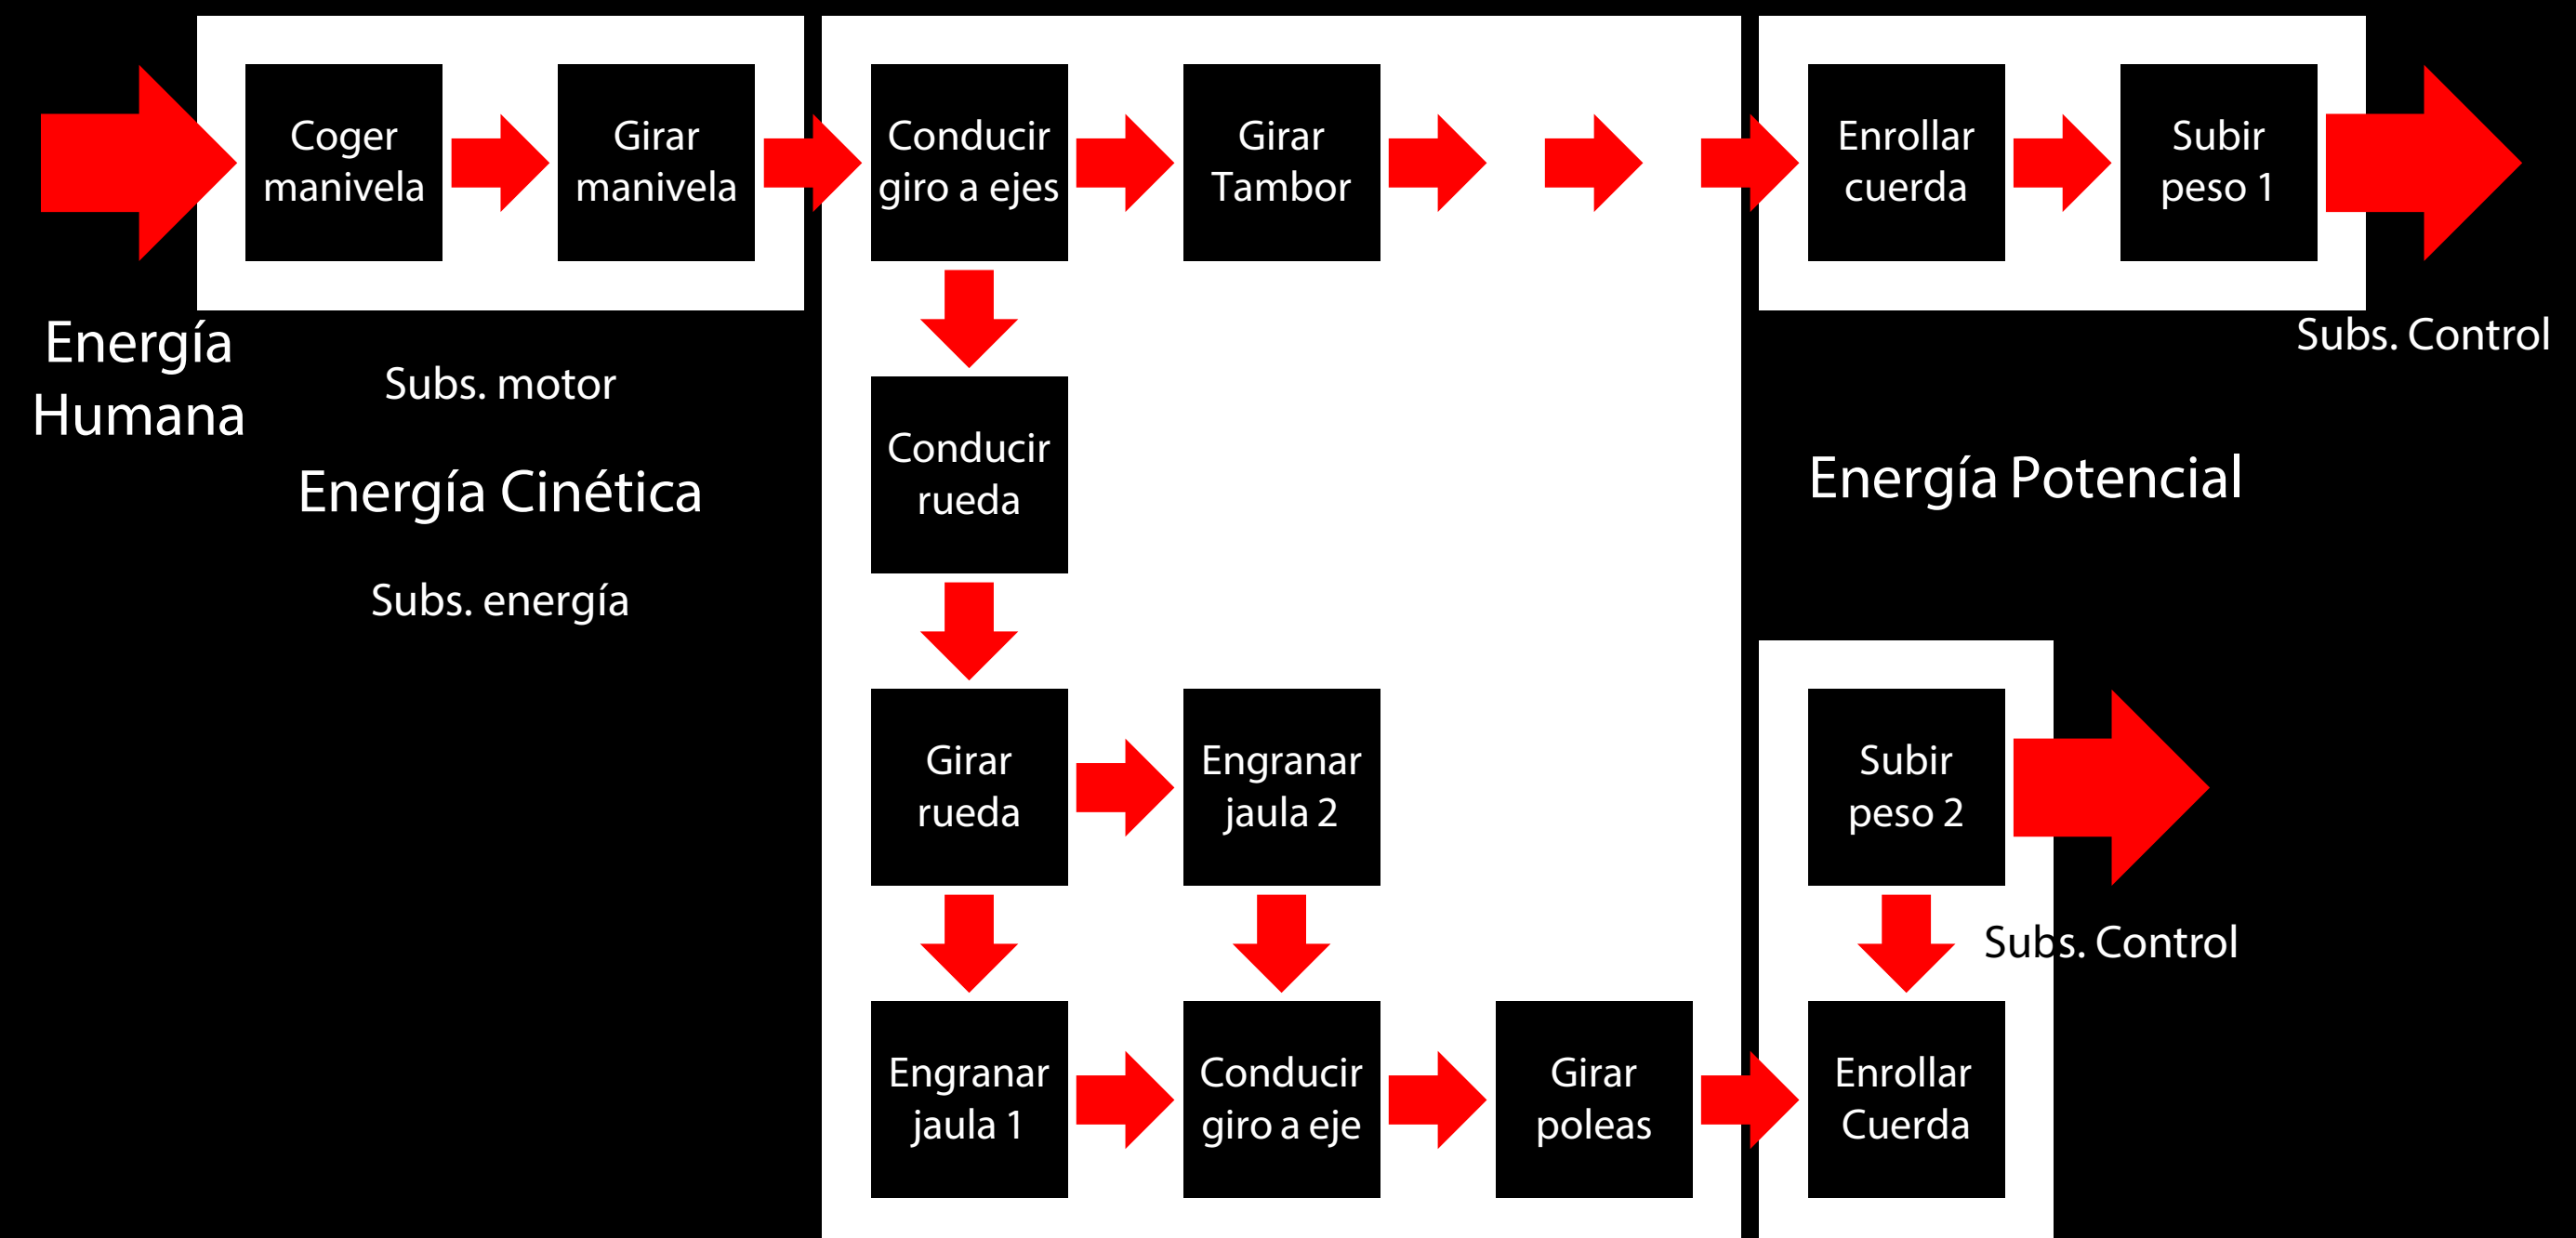 Coger
manivela
Girar
manivela
Conducir
giro a ejes
Girar
Tambor
Enrollar
cuerda
Subir
peso 1
Energía
Humana
Subs. motor
Energía Cinética
Subs. energía
Subs. Control
Energía Potencial
Conducir
rueda
Girar
rueda
Engranar
jaula 2
Subir
peso 2
Subs. Control
Engranar
jaula 1
Conducir
giro a eje
Girar
poleas
Enrollar
Cuerda